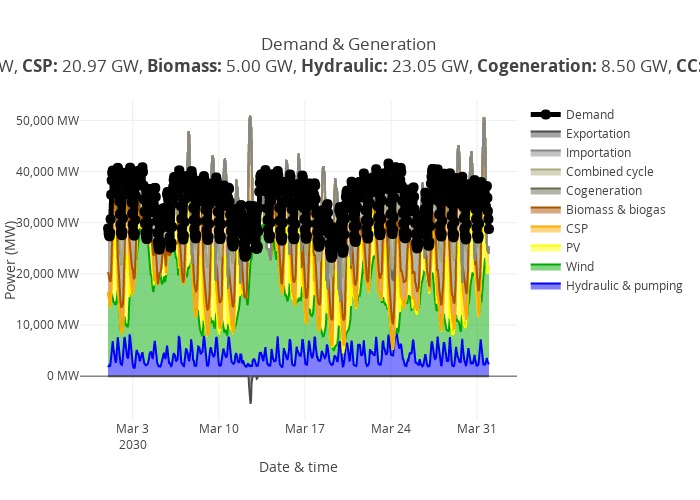 Demand & Generation
W, CSP: 20.97 GW, Biomass: 5.00 GW, Hydraulic: 23.05 GW, Cogeneration: 8.50 GW, CC:
50,000 MW
40,000 MW
30,000 MW
20,000 MW
10,000 MW
0 MW
Power (MW)
Mar 3
2030
Mar 10
Mar 17
Mar 24
Mar 31
Date & time
Demand
Exportation
Importation
Combined cycle
Cogeneration
Biomass & biogas
CSP
PV
Wind
Hydraulic & pumping